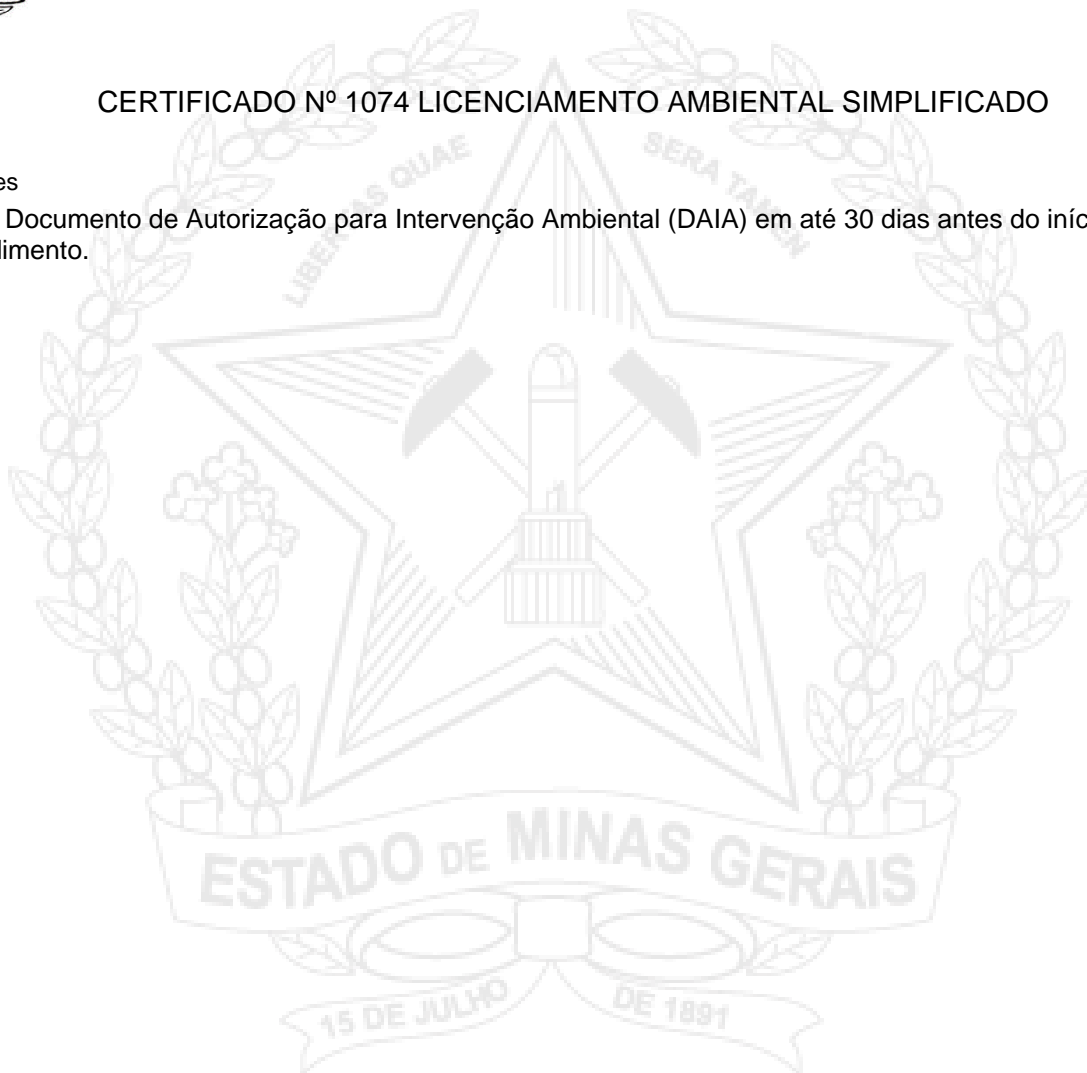 CERTIFICADO Nº 1074 LICENCIAMENTO AMBIENTAL SIMPLIFICADO
es
Documento de Autorização para Intervenção Ambiental (DAIA) em até 30 dias antes do iníc
dimento.
LIBERTAS QUAE SERA TAMEN
ESTADO DE MINAS GERAIS
15 DE JULHO DE 1891